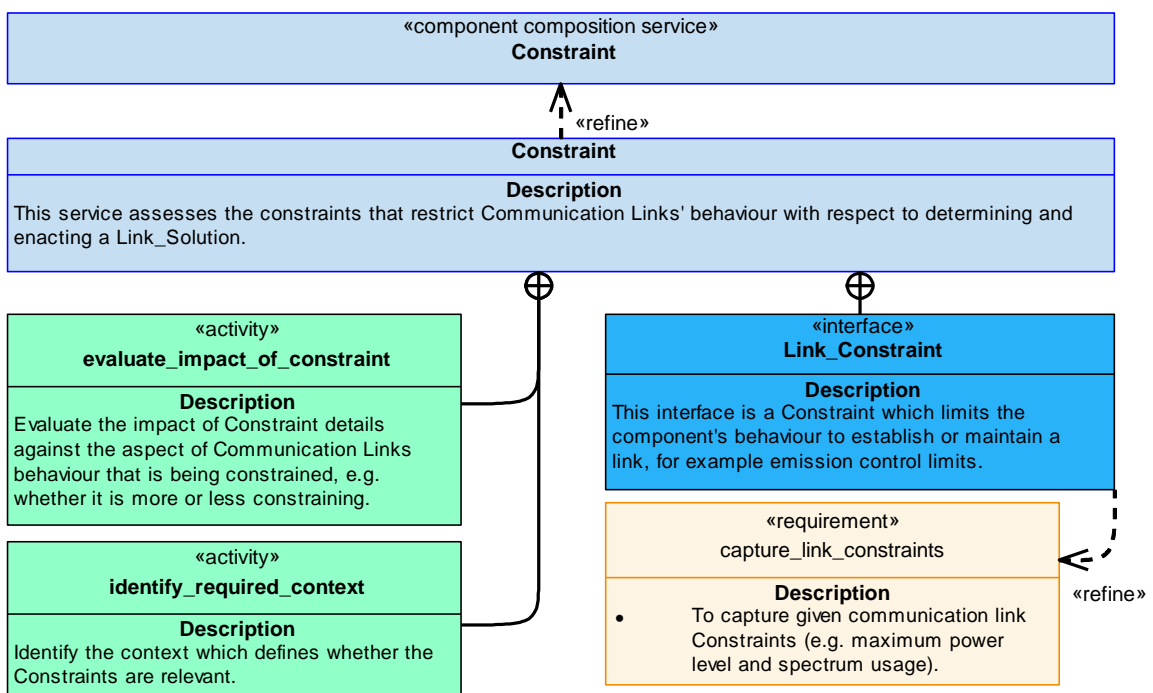 «component composition service»
Constraint
«refine»
Constraint
Description
This service assesses the constraints that restrict Communication Links' behaviour with respect to determining and
enacting a Link_Solution.
«activity»
evaluate_impact_of_constraint
Description
Evaluate the impact of Constraint details
against the aspect of Communication Links
behaviour that is being constrained, e.g.
whether it is more or less constraining.
«activity»
identify_required_context
Description
Identify the context which defines whether the
Constraints are relevant.
«interface»
Link_Constraint
Description
This interface is a Constraint which limits the
component's behaviour to establish or maintain a
link, for example emission control limits.
«requirement»
capture_link_constraints
Description
• To capture given communication link
Constraints (e.g. maximum power
level and spectrum usage).
«refine»